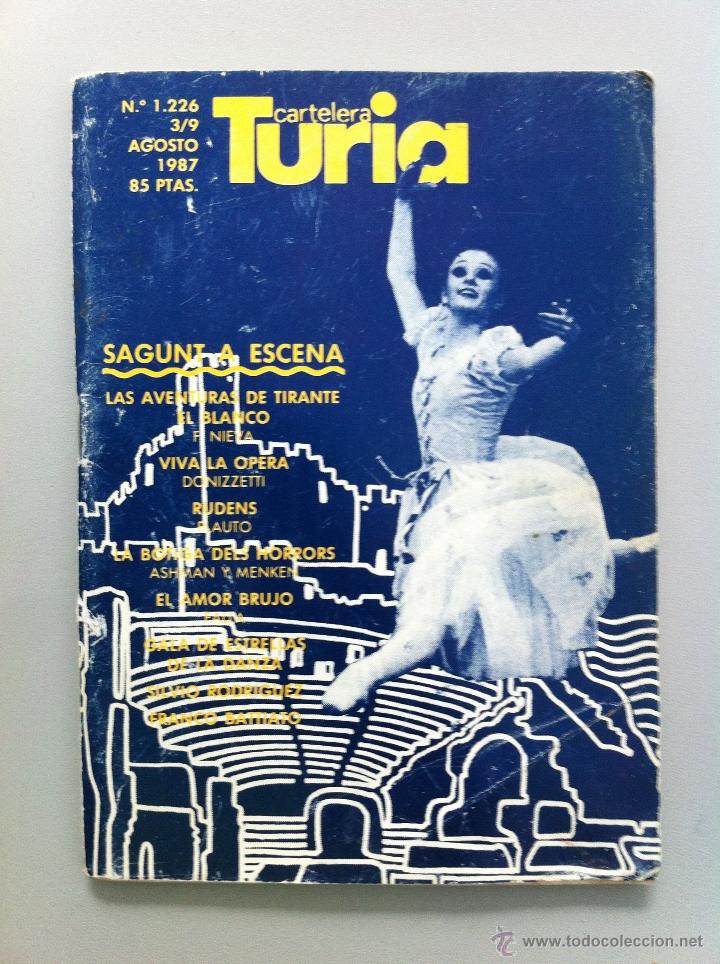 N.º 1.226
3/9
AGOSTO
1987
85 PTAS.
cartelera
Turia
SAGUNT A ESCENA
LAS AVENTURAS DE TIRANTE
EL BLANCO
F. NIEVA
VIVA LA OPERA
DONIZZETTI
RUDENS
PLAUTO
LA BOTIGA DELS HORRORS
ASHMAN Y MENKEN
EL AMOR BRUJO
FALLA
GALA DE ESTRELLAS
DE LA DANZA
SILVIO RODRIGUEZ
FRANCO BATTIATO
www.todocoleccion.net